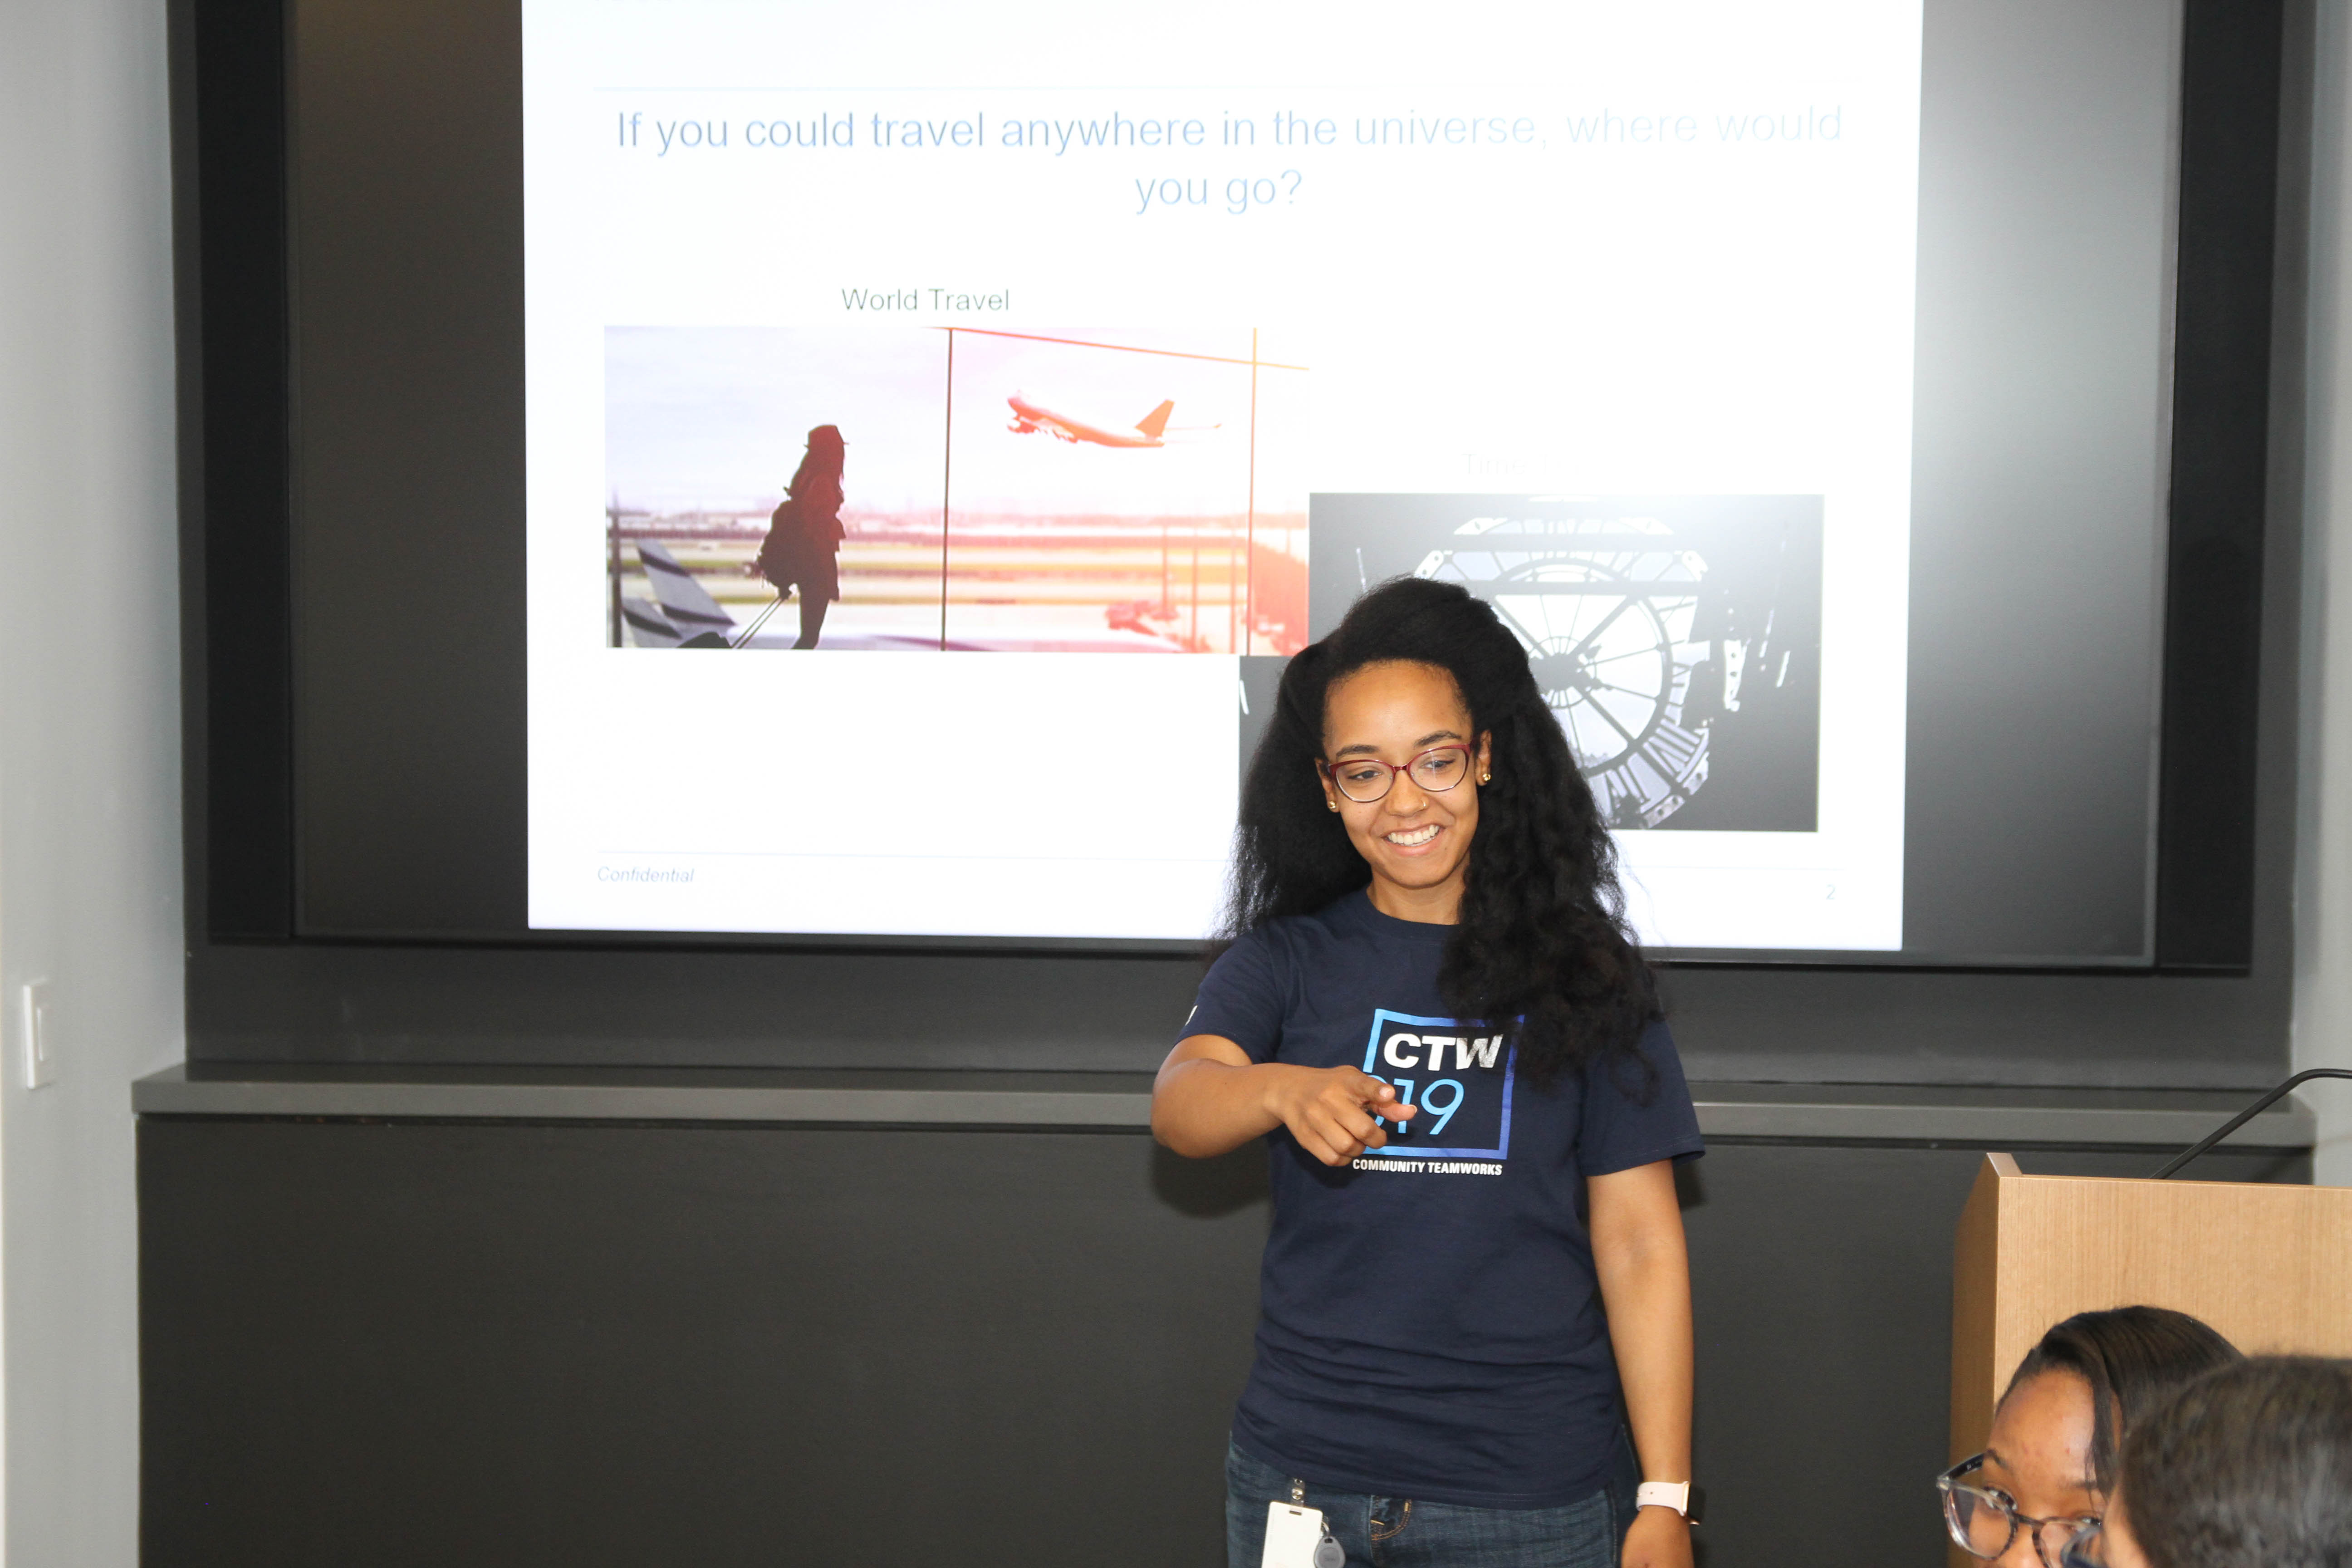 If you could travel anywhere in the universe, where would
you go?
World Travel
Time
Confidential
2
CTW
19
COMMUNITY TEAMWORKS